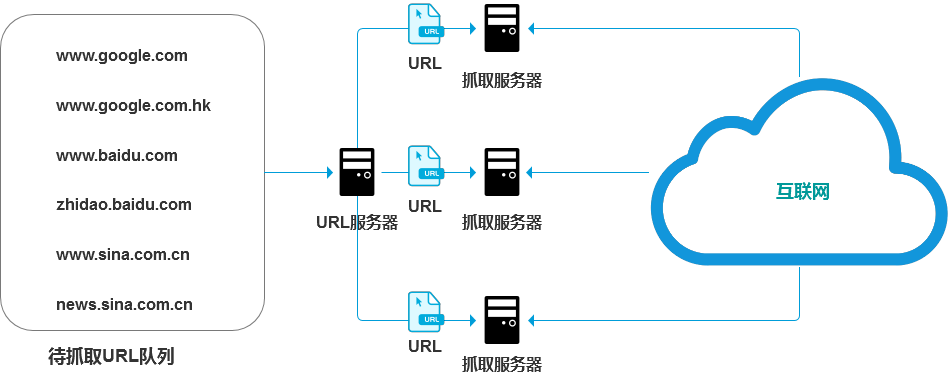 www.google.com
www.google.com.hk
www.baidu.com
zhidao.baidu.com
www.sina.com.cn
news.sina.com.cn
待抓取URL队列
URL服务器
URL
URL
抓取服务器
URL
URL
抓取服务器
URL
URL
抓取服务器
互联网